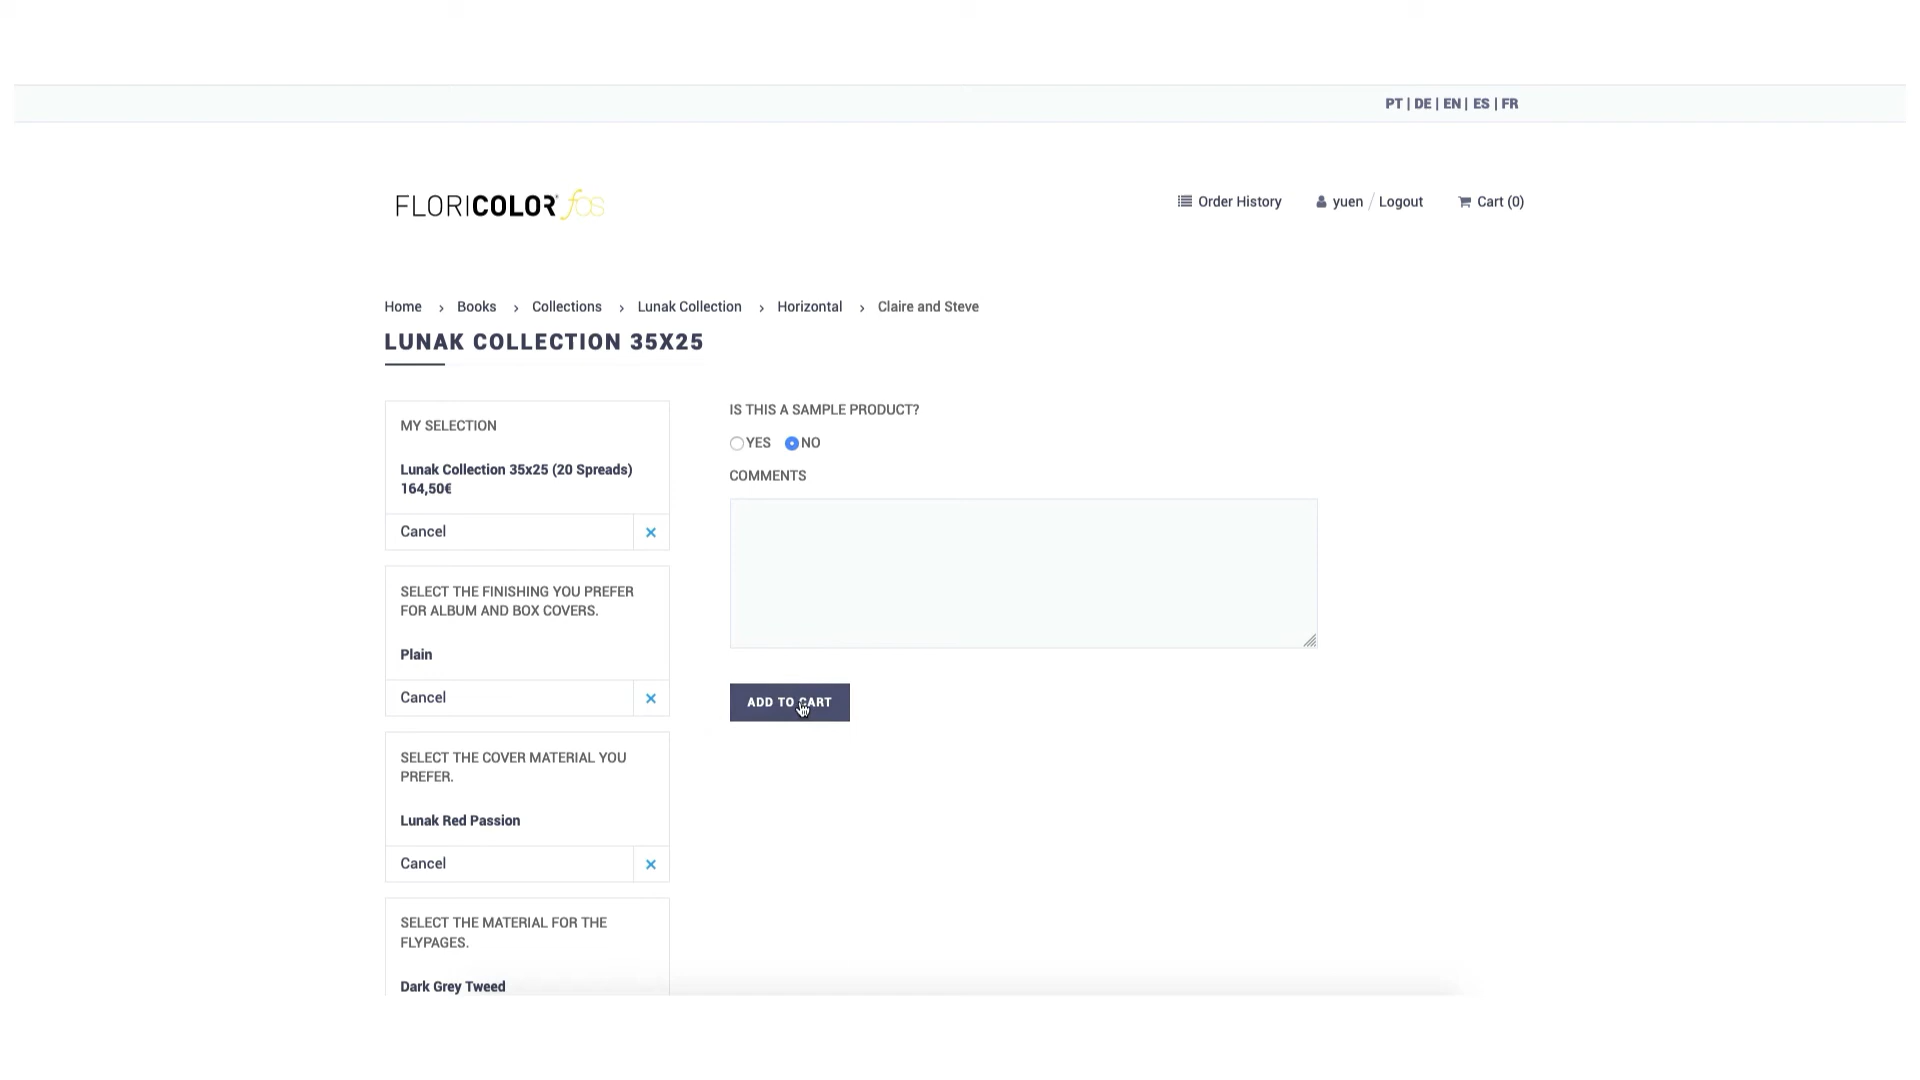 PT | DE | EN | ES | FR
FLORICOLOR fos
Order History yuen / Logout Cart (0)
Home › Books › Collections › Lunak Collection › Horizontal › Claire and Steve
LUNAK COLLECTION 35X25
MY SELECTION
Lunak Collection 35x25 (20 Spreads)
164,50€
Cancel ×
SELECT THE FINISHING YOU PREFER
FOR ALBUM AND BOX COVERS.
Plain
Cancel ×
SELECT THE COVER MATERIAL YOU
PREFER.
Lunak Red Passion
Cancel ×
SELECT THE MATERIAL FOR THE
FLYPAGES.
Dark Grey Tweed
IS THIS A SAMPLE PRODUCT?
YES NO
COMMENTS
ADD TO CART